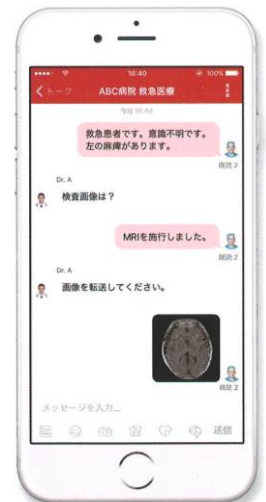 16:40
100%
トーク
ABC病院 救急医療
今日 16:40
救急患者です。意識不明です。
左の麻痺があります。
既読 2
Dr. A
検査画像は？
MRIを施行しました。
既読 2
Dr. A
画像を転送してください。
既読 2
メッセージを入力...
送信